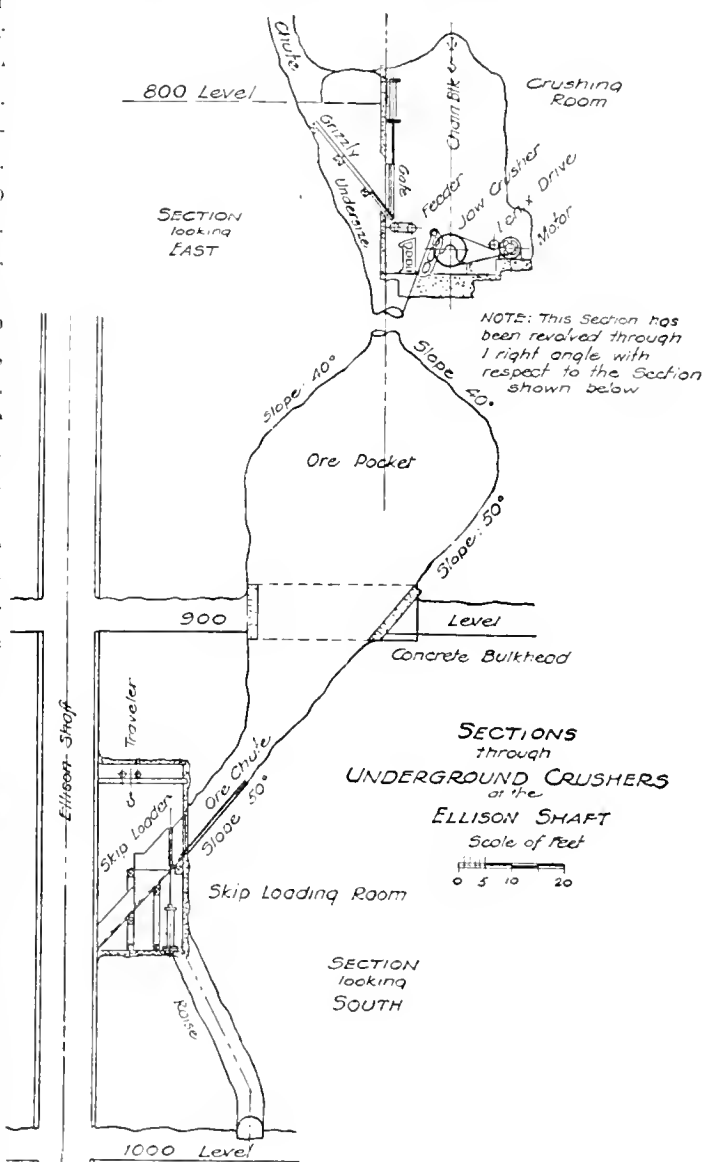 Chute
800 Level
Crushing
Room
Chain Blk
Grizzly
Undersize
Gate
Feeder
Jaw Crusher
Drive
Motor
SECTION
looking
EAST
NOTE: This Section has
been revolved through
1 right angle with
respect to the Section
shown below
Slope: 40°
Slope 40°
Ore Pocket
Slope: 50°
900
Level
Concrete Bulkhead
Ellison Shaft
Traveler
Ore Chute
Slope 50°
Skip Loader
Skip Loading Room
SECTIONS
through
UNDERGROUND CRUSHERS
at the
ELLISON SHAFT
Scale of Feet
0 5 10 20
SECTION
looking
SOUTH
Raise
1000 Level